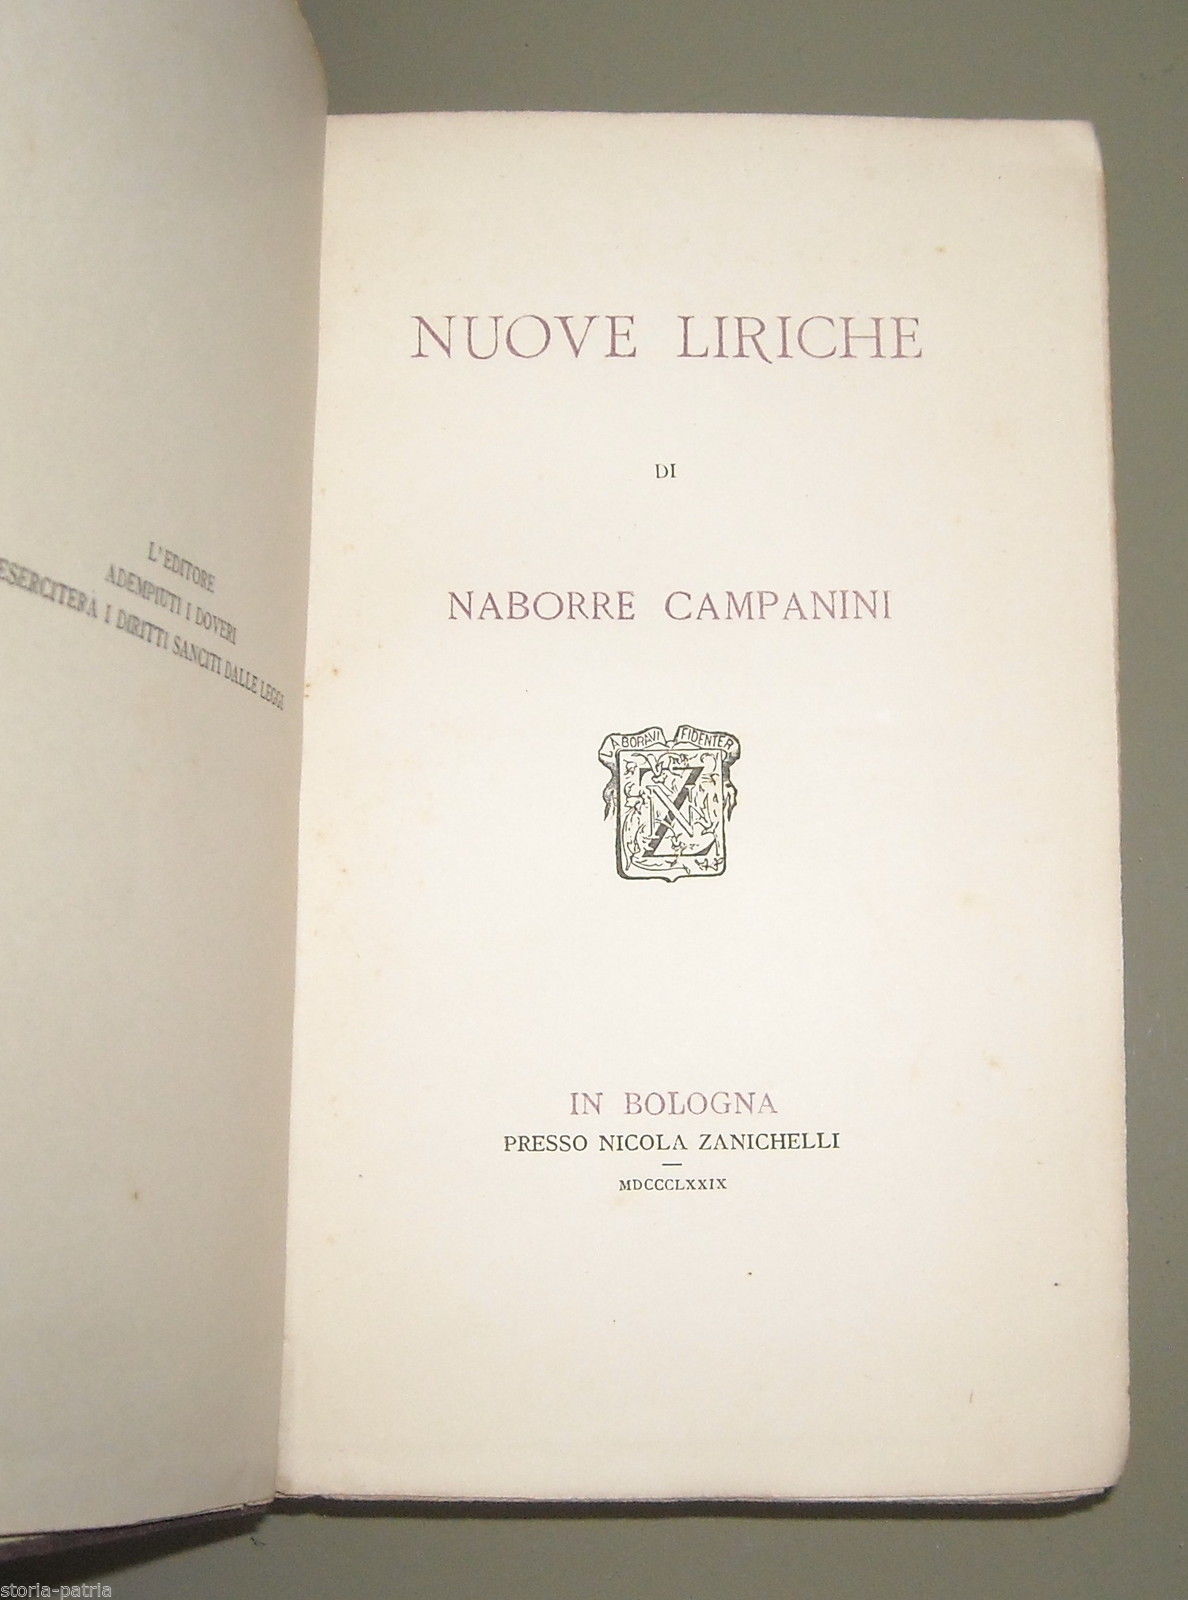 L'EDITORE
ADEMPIUTI I DOVERI
ESERCITERÀ I DIRITTI SANCITI DALLE LEGGI
NUOVE LIRICHE
DI
NABORRE CAMPANINI
LABORAVI FIDENTER
NZ
IN BOLOGNA
PRESSO NICOLA ZANICHELLI
MDCCCLXXIX
storia-patria